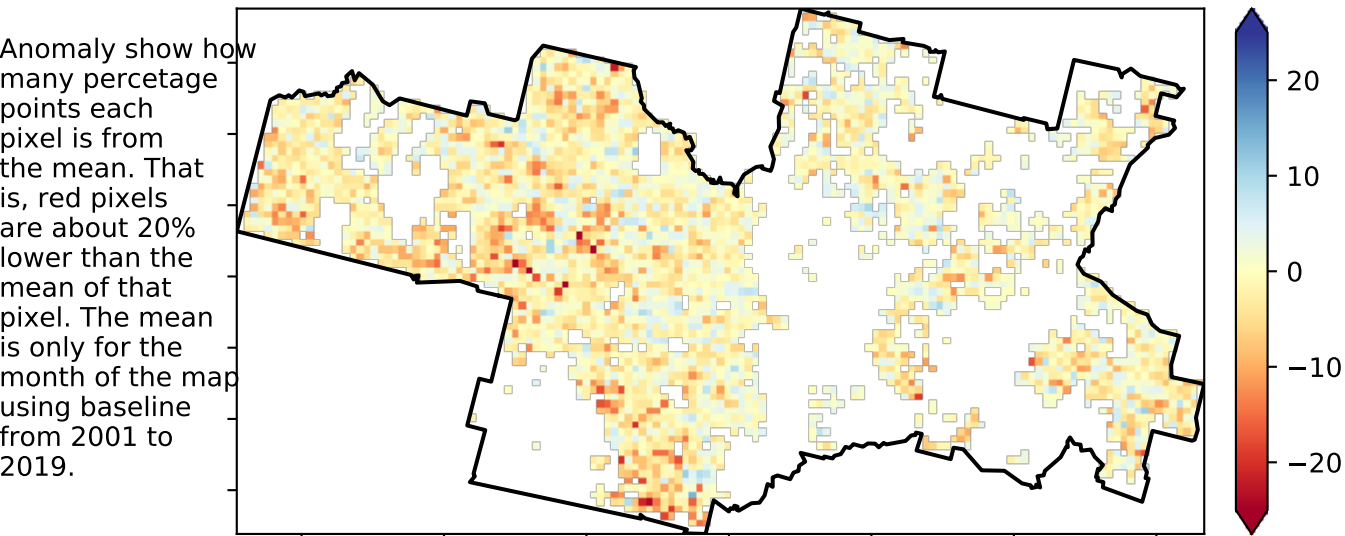 Anomaly show how
many percetage
points each
pixel is from
the mean. That
is, red pixels
are about 20%
lower than the
mean of that
pixel. The mean
is only for the
month of the map
using baseline
from 2001 to
2019.
20
10
0
−10
−20